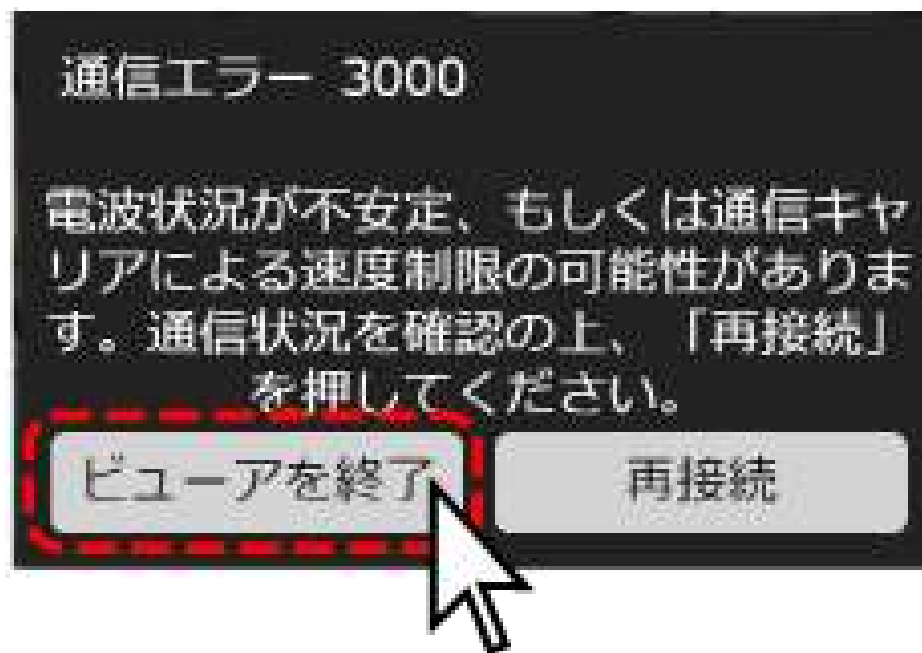 通信エラー 3000
電波状況が不安定、もしくは通信キャ
リアによる速度制限の可能性がありま
す。通信状況を確認の上、「再接続」
を押してください。
ビューアを終了
再接続